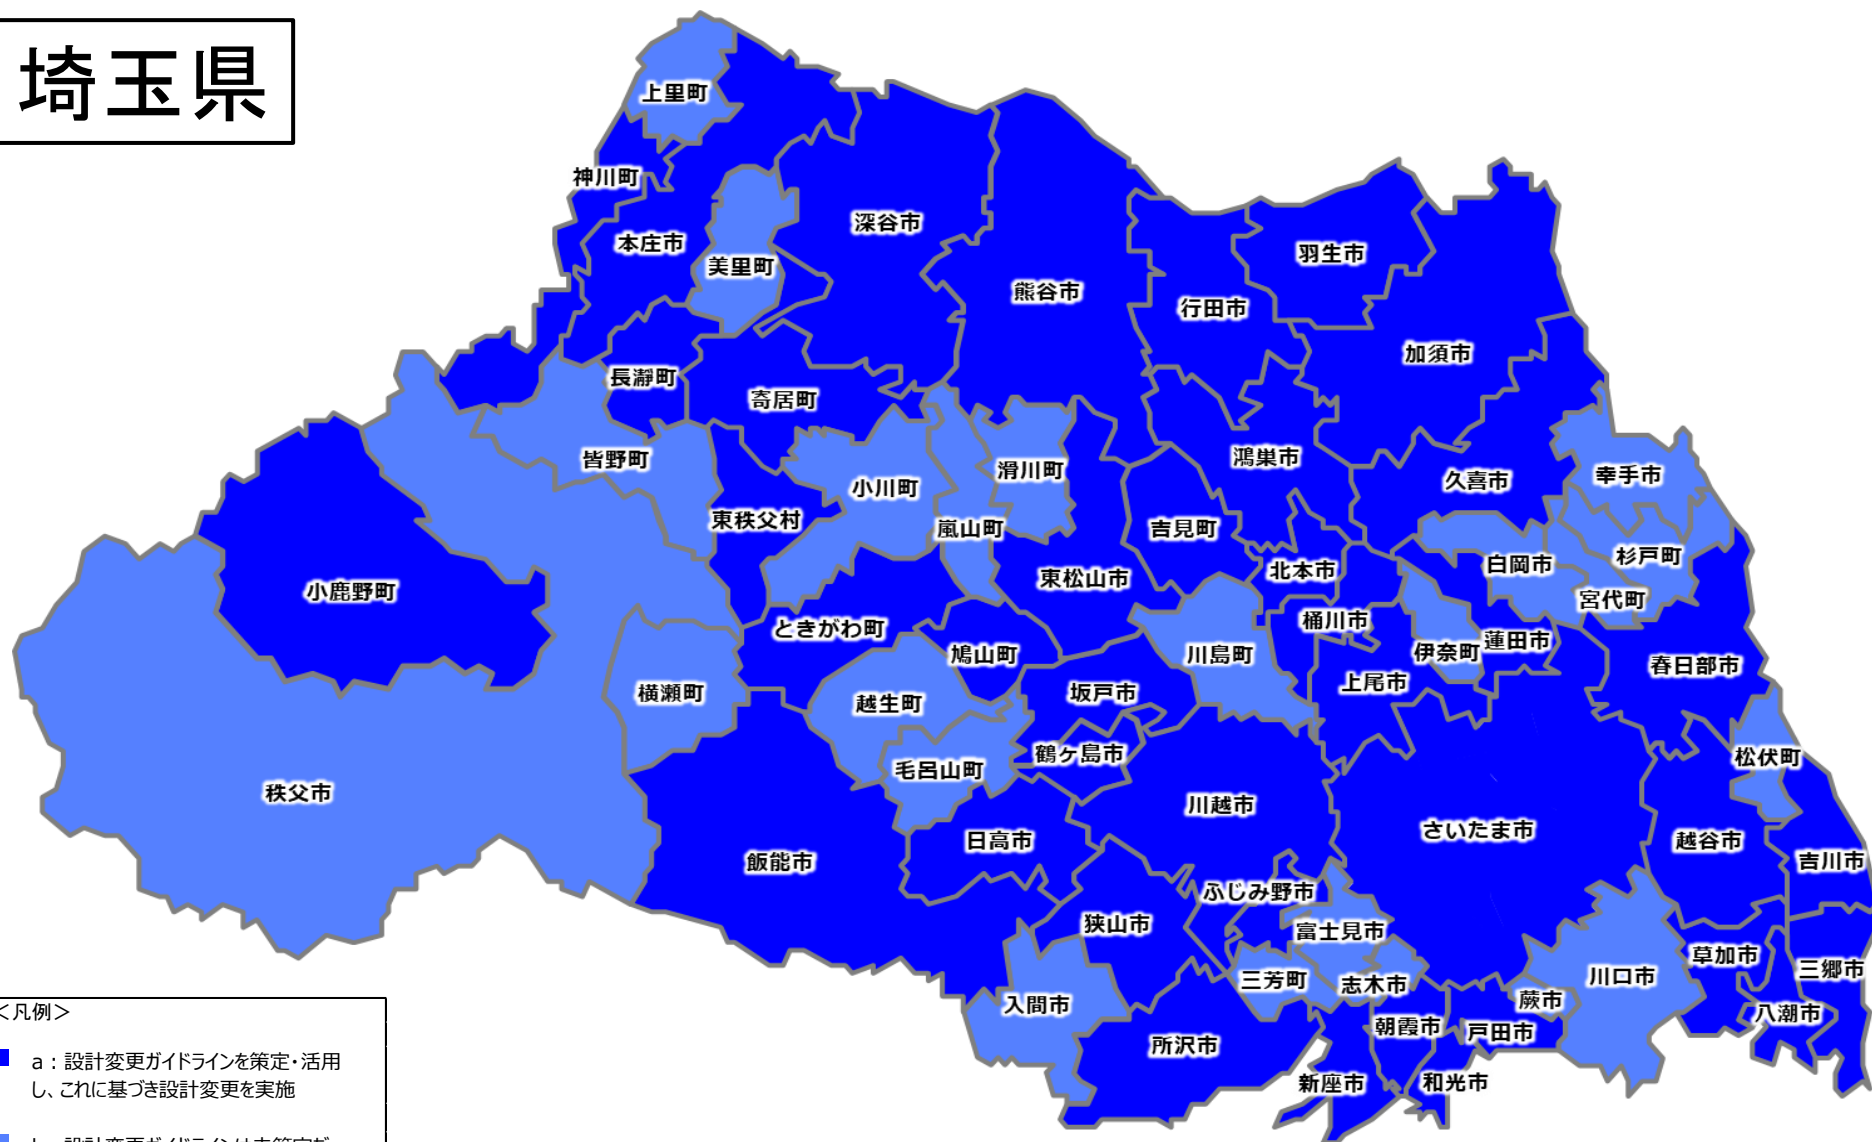 埼玉県
上里町
神川町
本庄市
美里町
深谷市
熊谷市
行田市
羽生市
加須市
長瀞町
寄居町
皆野町
小川町
嵐山町
滑川町
鴻巣市
久喜市
幸手市
東秩父村
吉見町
東松山市
北本市
白岡市
杉戸町
宮代町
小鹿野町
ときがわ町
桶川市
鳩山町
川島町
伊奈町
蓮田市
春日部市
横瀬町
越生町
坂戸市
上尾市
毛呂山町
鶴ヶ島市
松伏町
秩父市
川越市
さいたま市
飯能市
日高市
越谷市
吉川市
ふじみ野市
狭山市
富士見市
三芳町
志木市
川口市
草加市
三郷市
入間市
蕨市
八潮市
朝霞市
戸田市
所沢市
新座市
和光市
＜凡例＞
a：設計変更ガイドラインを策定・活用
し、これに基づき設計変更を実施